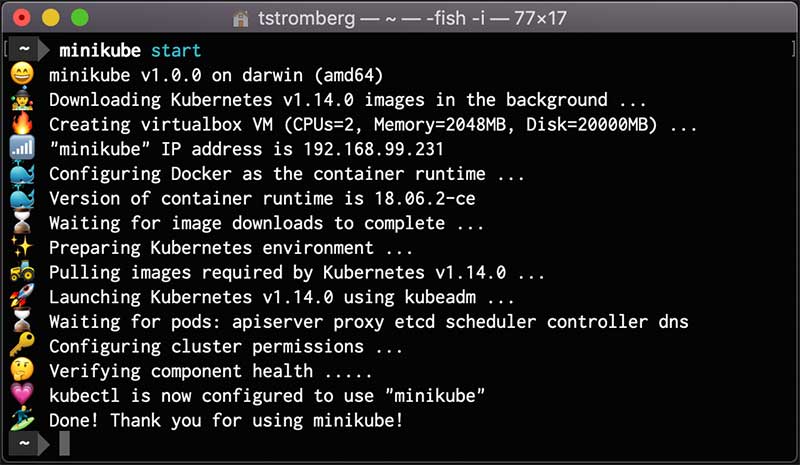 tstromberg — ~ — -fish -i — 77×17
~ minikube start
😄 minikube v1.0.0 on darwin (amd64)
🤹 Downloading Kubernetes v1.14.0 images in the background ...
🔥 Creating virtualbox VM (CPUs=2, Memory=2048MB, Disk=20000MB) ...
📶 "minikube" IP address is 192.168.99.231
🐳 Configuring Docker as the container runtime ...
🐳 Version of container runtime is 18.06.2-ce
⌛ Waiting for image downloads to complete ...
✨ Preparing Kubernetes environment ...
🚜 Pulling images required by Kubernetes v1.14.0 ...
🚀 Launching Kubernetes v1.14.0 using kubeadm ...
⌛ Waiting for pods: apiserver proxy etcd scheduler controller dns
🔑 Configuring cluster permissions ...
🤔 Verifying component health .....
💗 kubectl is now configured to use "minikube"
🏄 Done! Thank you for using minikube!
~